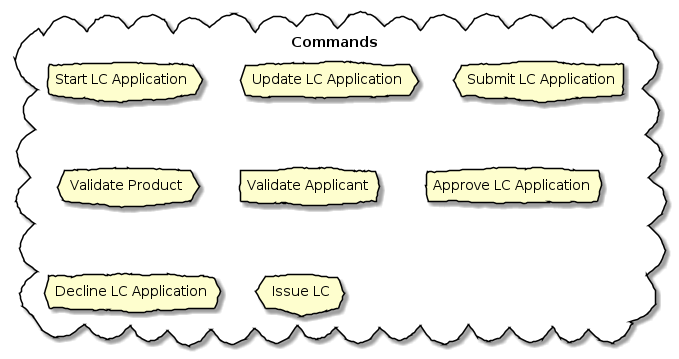 Commands
Start LC Application
Update LC Application
Submit LC Application
Validate Product
Validate Applicant
Approve LC Application
Decline LC Application
Issue LC